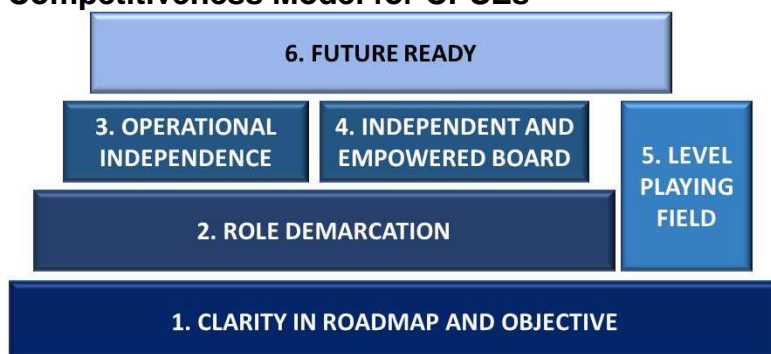 Competitiveness Model for CPSEs
6. FUTURE READY
3. OPERATIONAL
INDEPENDENCE
4. INDEPENDENT AND
EMPOWERED BOARD
5. LEVEL
PLAYING
FIELD
2. ROLE DEMARCATION
1. CLARITY IN ROADMAP AND OBJECTIVE